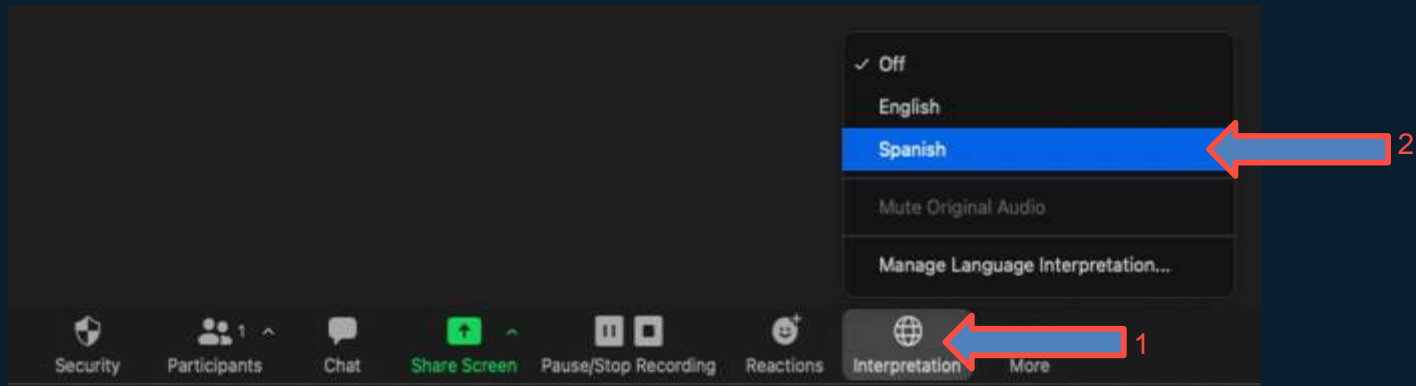 ✓ Off
English
Spanish
2
Mute Original Audio
Manage Language Interpretation...
1
1
Security
Participants
Chat
Share Screen
Pause/Stop Recording
Reactions
Interpretation
More